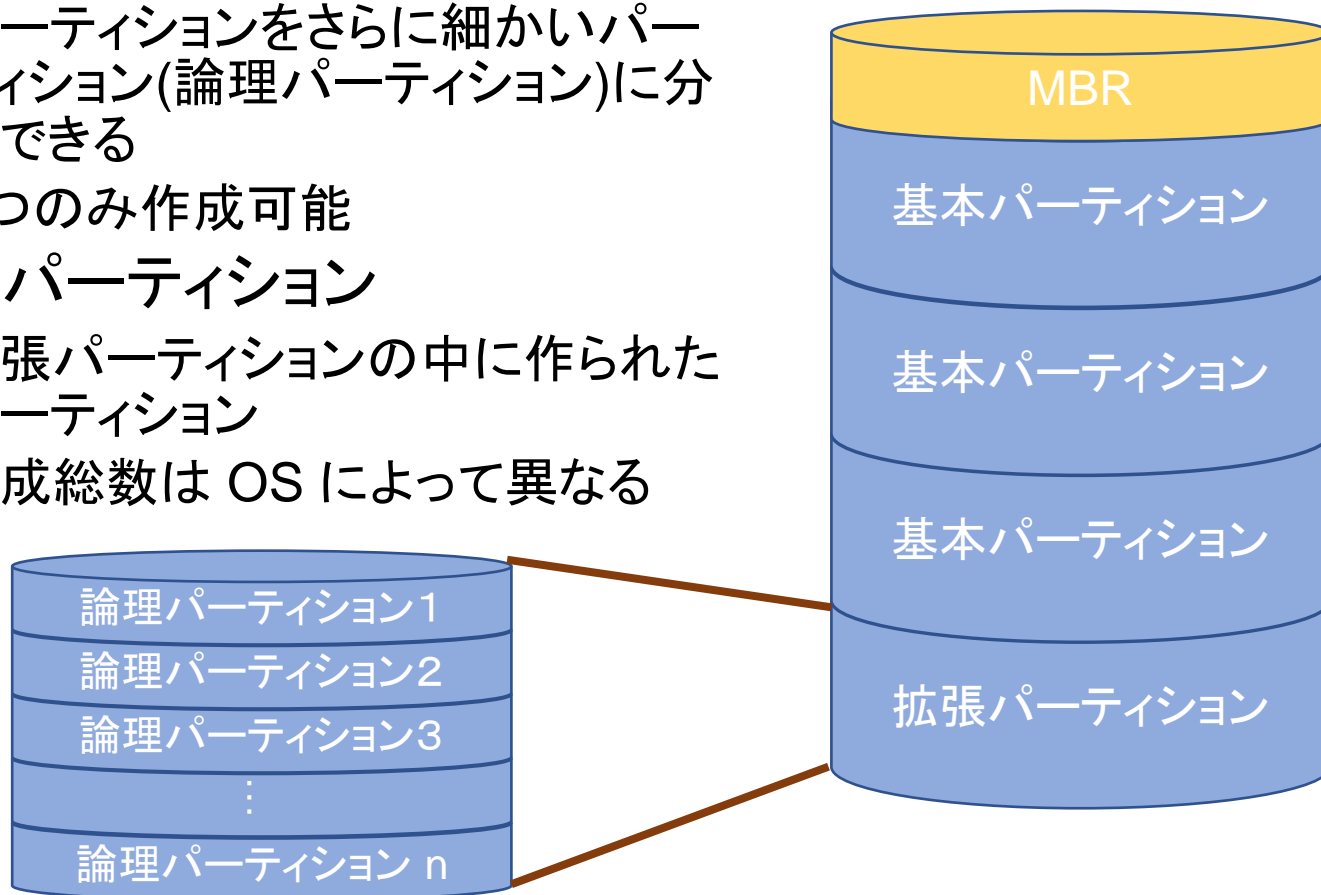 ーティションをさらに細かいパー
ィション(論理パーティション)に分
できる
つのみ作成可能
パーティション
張パーティションの中に作られた
ーティション
成総数は OS によって異なる
MBR
基本パーティション
基本パーティション
基本パーティション
拡張パーティション
論理パーティション1
論理パーティション2
論理パーティション3
⋮
論理パーティション n